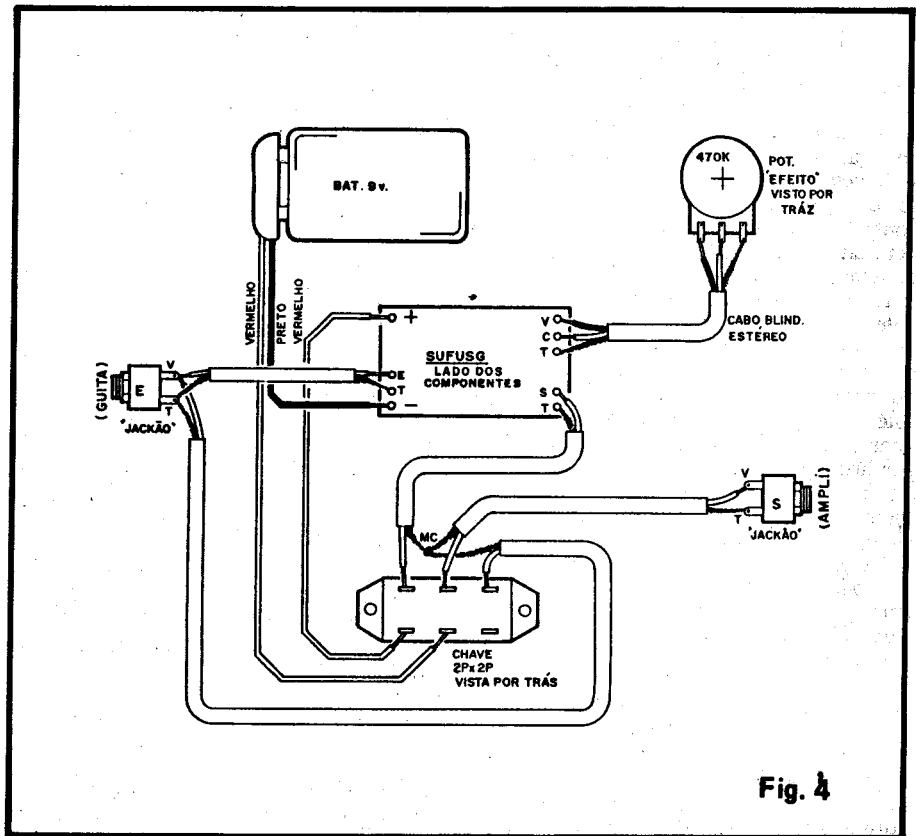 BAT. 9v.
470K
POT.
"EFEITO"
VISTO POR
TRÁZ
VERMELHO
PRETO
VERMELHO
+
E
T
—
SUFUSG
LADO DOS
COMPONENTES
V
C
T
S
T
CABO BLIND.
ESTÉREO
(GUITA)
E
V
T
"JACKÃO"
MC
V
T
S
"JACKÃO"
(AMPLI)
CHAVE
2P x 2P
VISTA POR TRÁS
Fig. 4